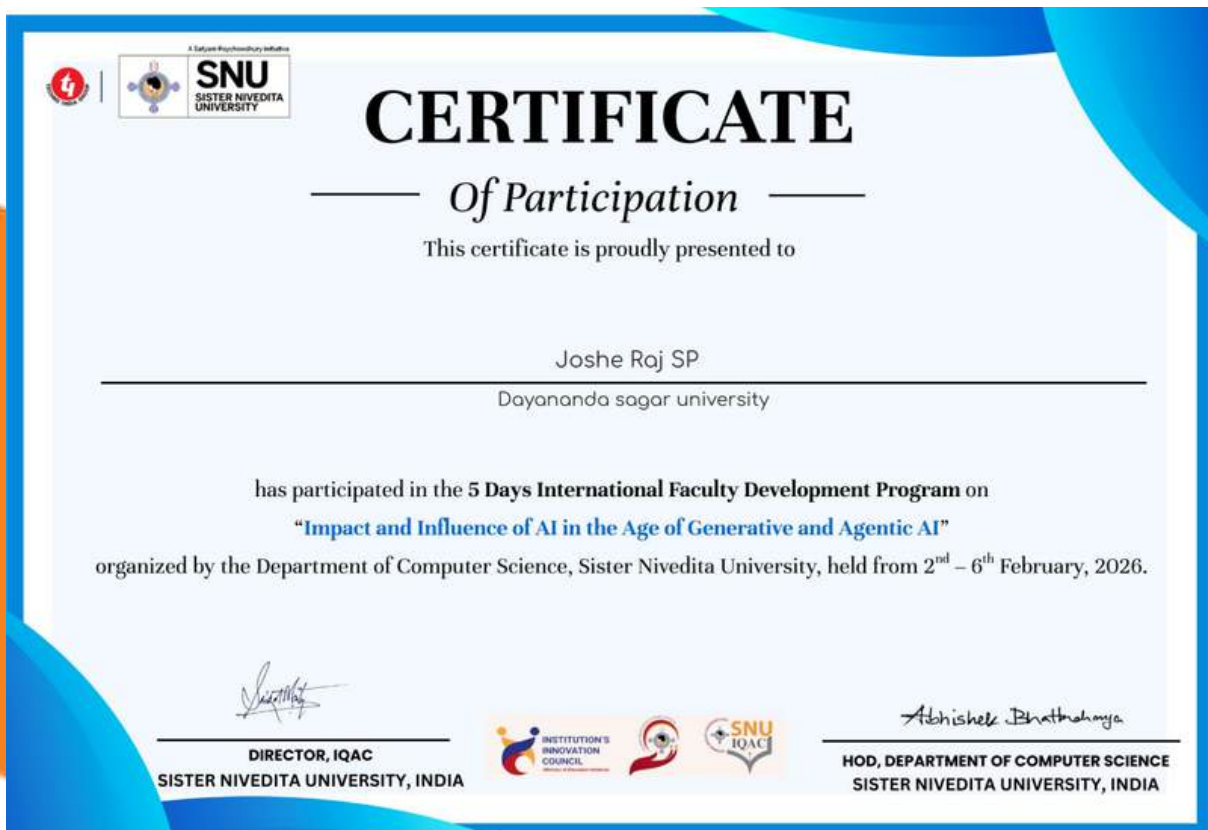 A Satyam Roychowdhury initiative
SNU
SISTER NIVEDITA
UNIVERSITY
CERTIFICATE
Of Participation
This certificate is proudly presented to
Joshe Raj SP
Dayananda sagar university
has participated in the 5 Days International Faculty Development Program on
“Impact and Influence of AI in the Age of Generative and Agentic AI”
organized by the Department of Computer Science, Sister Nivedita University, held from 2nd – 6th February, 2026.
Abhishek Bhattacharya
DIRECTOR, IQAC
SISTER NIVEDITA UNIVERSITY, INDIA
INSTITUTION'S
INNOVATION
COUNCIL
SNU
IQAC
HOD, DEPARTMENT OF COMPUTER SCIENCE
SISTER NIVEDITA UNIVERSITY, INDIA